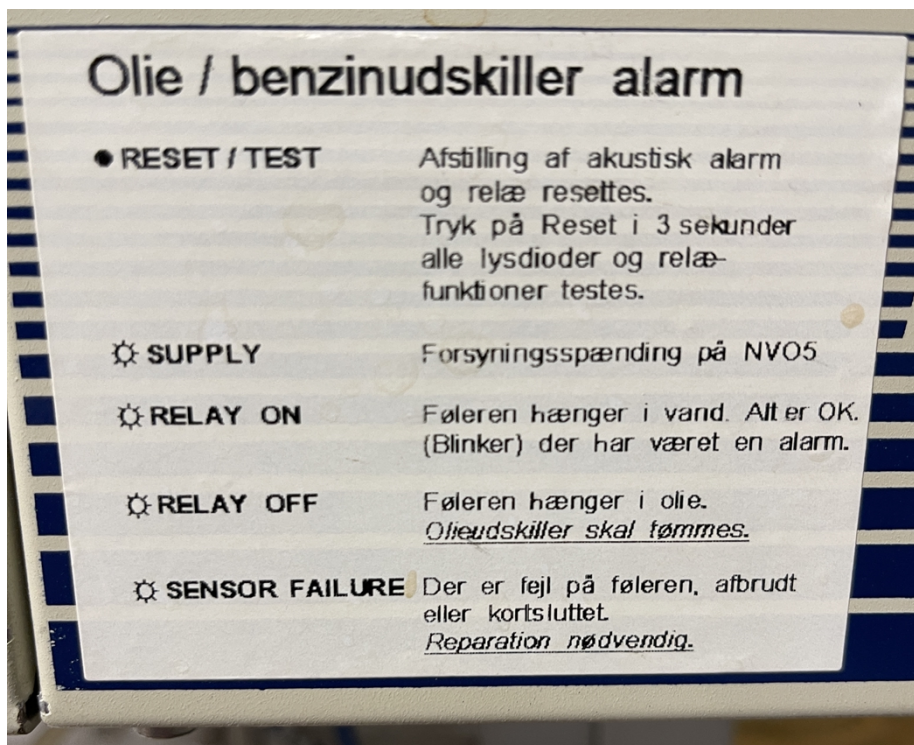 Olie / benzinudskiller alarm
RESET / TEST Afstilling af akustisk alarm
og relæ resettes.
Tryk på Reset i 3 sekunder
alle lysdioder og relæ-
funktioner testes.
SUPPLY Forsyningsspænding på NVO5
RELAY ON Føleren hænger i vand. Alt er OK.
(Blinker) der har været en alarm.
RELAY OFF Føleren hænger i olie.
Olieudskiller skal tømmes.
SENSOR FAILURE Der er fejl på føleren, afbrudt
eller kortsluttet.
Reparation nødvendig.